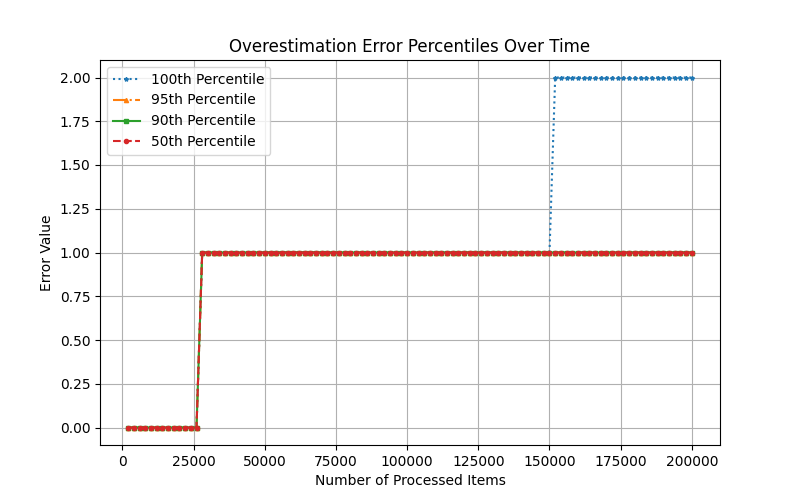 Overestimation Error Percentiles Over Time
100th Percentile
95th Percentile
90th Percentile
50th Percentile
Error Value
2.00
1.75
1.50
1.25
1.00
0.75
0.50
0.25
0.00
0 25000 50000 75000 100000 125000 150000 175000 200000
Number of Processed Items